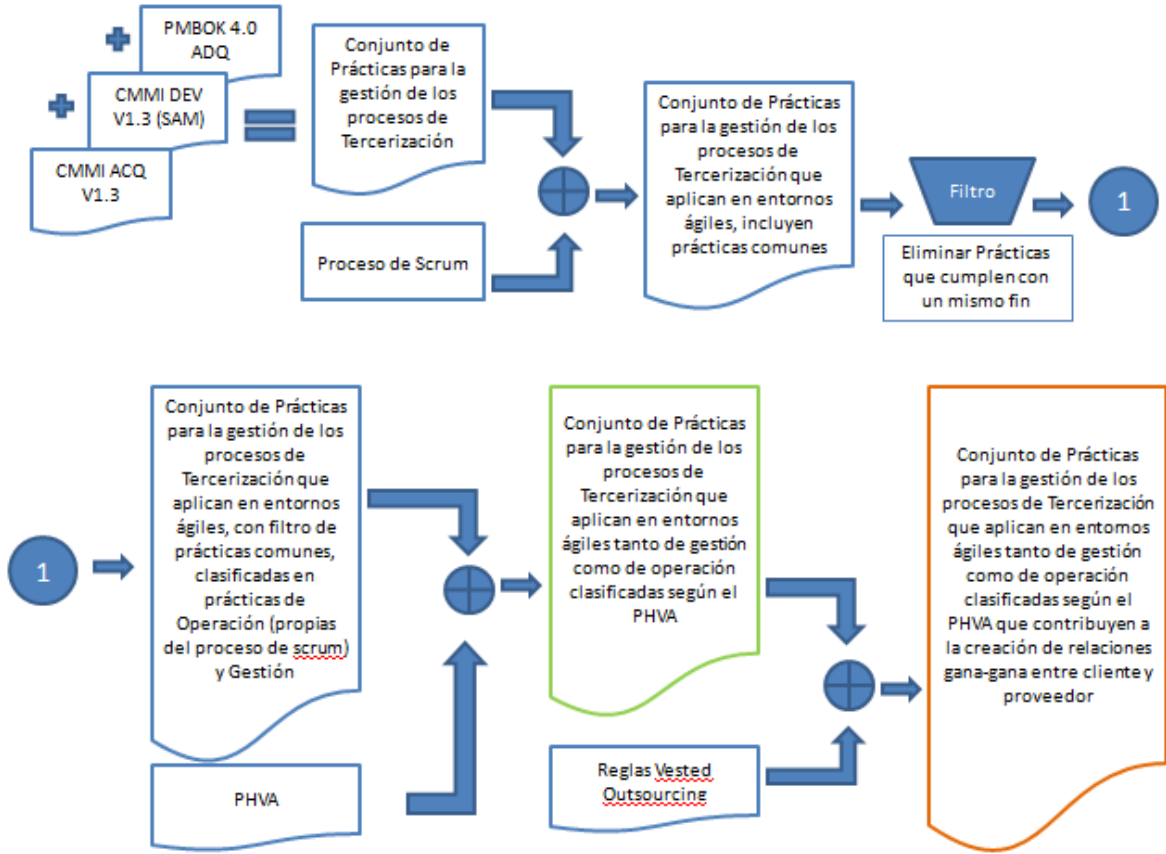 PMBOK 4.0
ADQ
CMMI DEV
V1.3 (SAM)
CMMI ACQ
V1.3
Conjunto de
Prácticas para la
gestión de los
procesos de
Tercerización
Proceso de Scrum
Conjunto de Prácticas
para la gestión de los
procesos de
Tercerización que
aplican en entornos
ágiles, incluyen
prácticas comunes
Filtro
Eliminar Prácticas
que cumplen con
un mismo fin
1
1
Conjunto de Prácticas
para la gestión de los
procesos de
Tercerización que
aplican en entornos
ágiles, con filtro de
prácticas comunes,
clasificadas en
prácticas de
Operación (propias
del proceso de scrum)
y Gestión
PHVA
Conjunto de Prácticas
para la gestión de los
procesos de
Tercerización que
aplican en entornos
ágiles tanto de gestión
como de operación
clasificadas según el
PHVA
Reglas Vested
Outsourcing
Conjunto de Prácticas
para la gestión de los
procesos de Tercerización
que aplican en entornos
ágiles tanto de gestión
como de operación
clasificadas según el
PHVA que contribuyen a
la creación de relaciones
gana-gana entre cliente y
proveedor